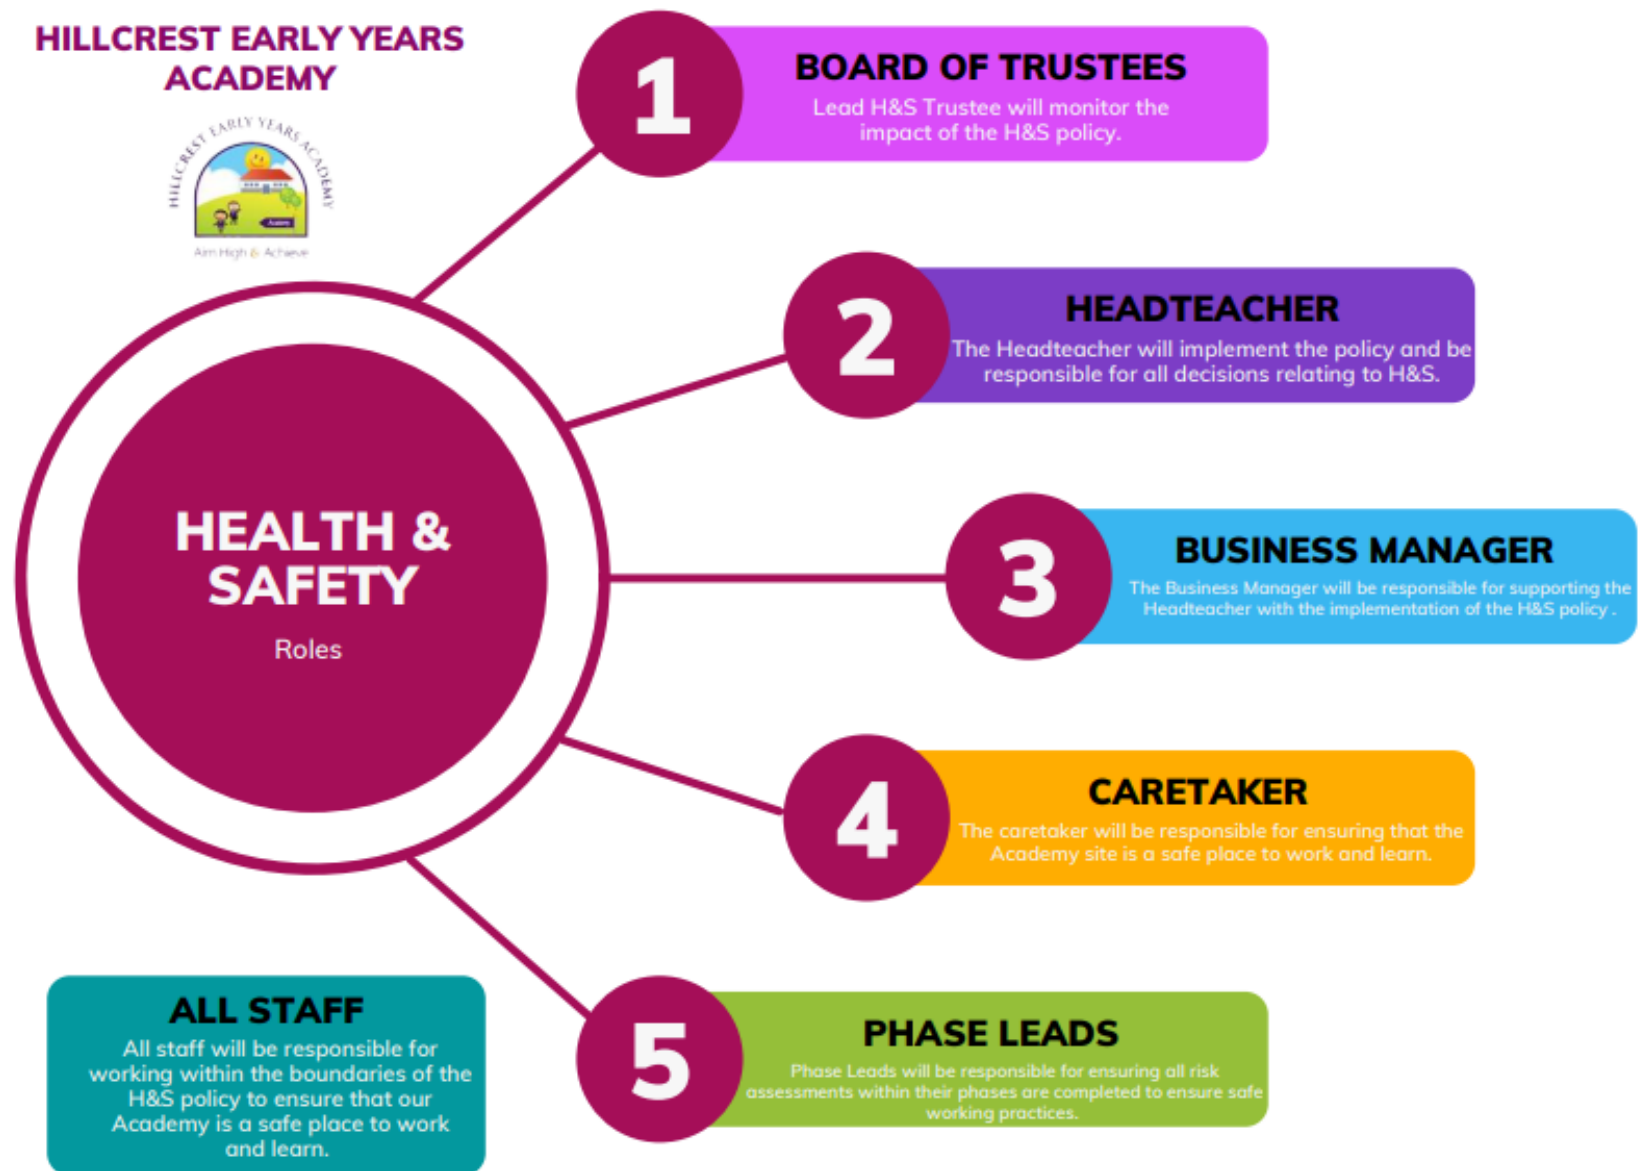 HILLCREST EARLY YEARS
ACADEMY
HILLCREST EARLY YEARS ACADEMY
Academy
Aim High & Achieve
HEALTH &
SAFETY
Roles
1
BOARD OF TRUSTEES
Lead H&S Trustee will monitor the
impact of the H&S policy.
2
HEADTEACHER
The Headteacher will implement the policy and be
responsible for all decisions relating to H&S.
3
BUSINESS MANAGER
The Business Manager will be responsible for supporting the
Headteacher with the implementation of the H&S policy .
4
CARETAKER
The caretaker will be responsible for ensuring that the
Academy site is a safe place to work and learn.
5
PHASE LEADS
Phase Leads will be responsible for ensuring all risk
assessments within their phases are completed to ensure safe
working practices.
ALL STAFF
All staff will be responsible for
working within the boundaries of the
H&S policy to ensure that our
Academy is a safe place to work
and learn.